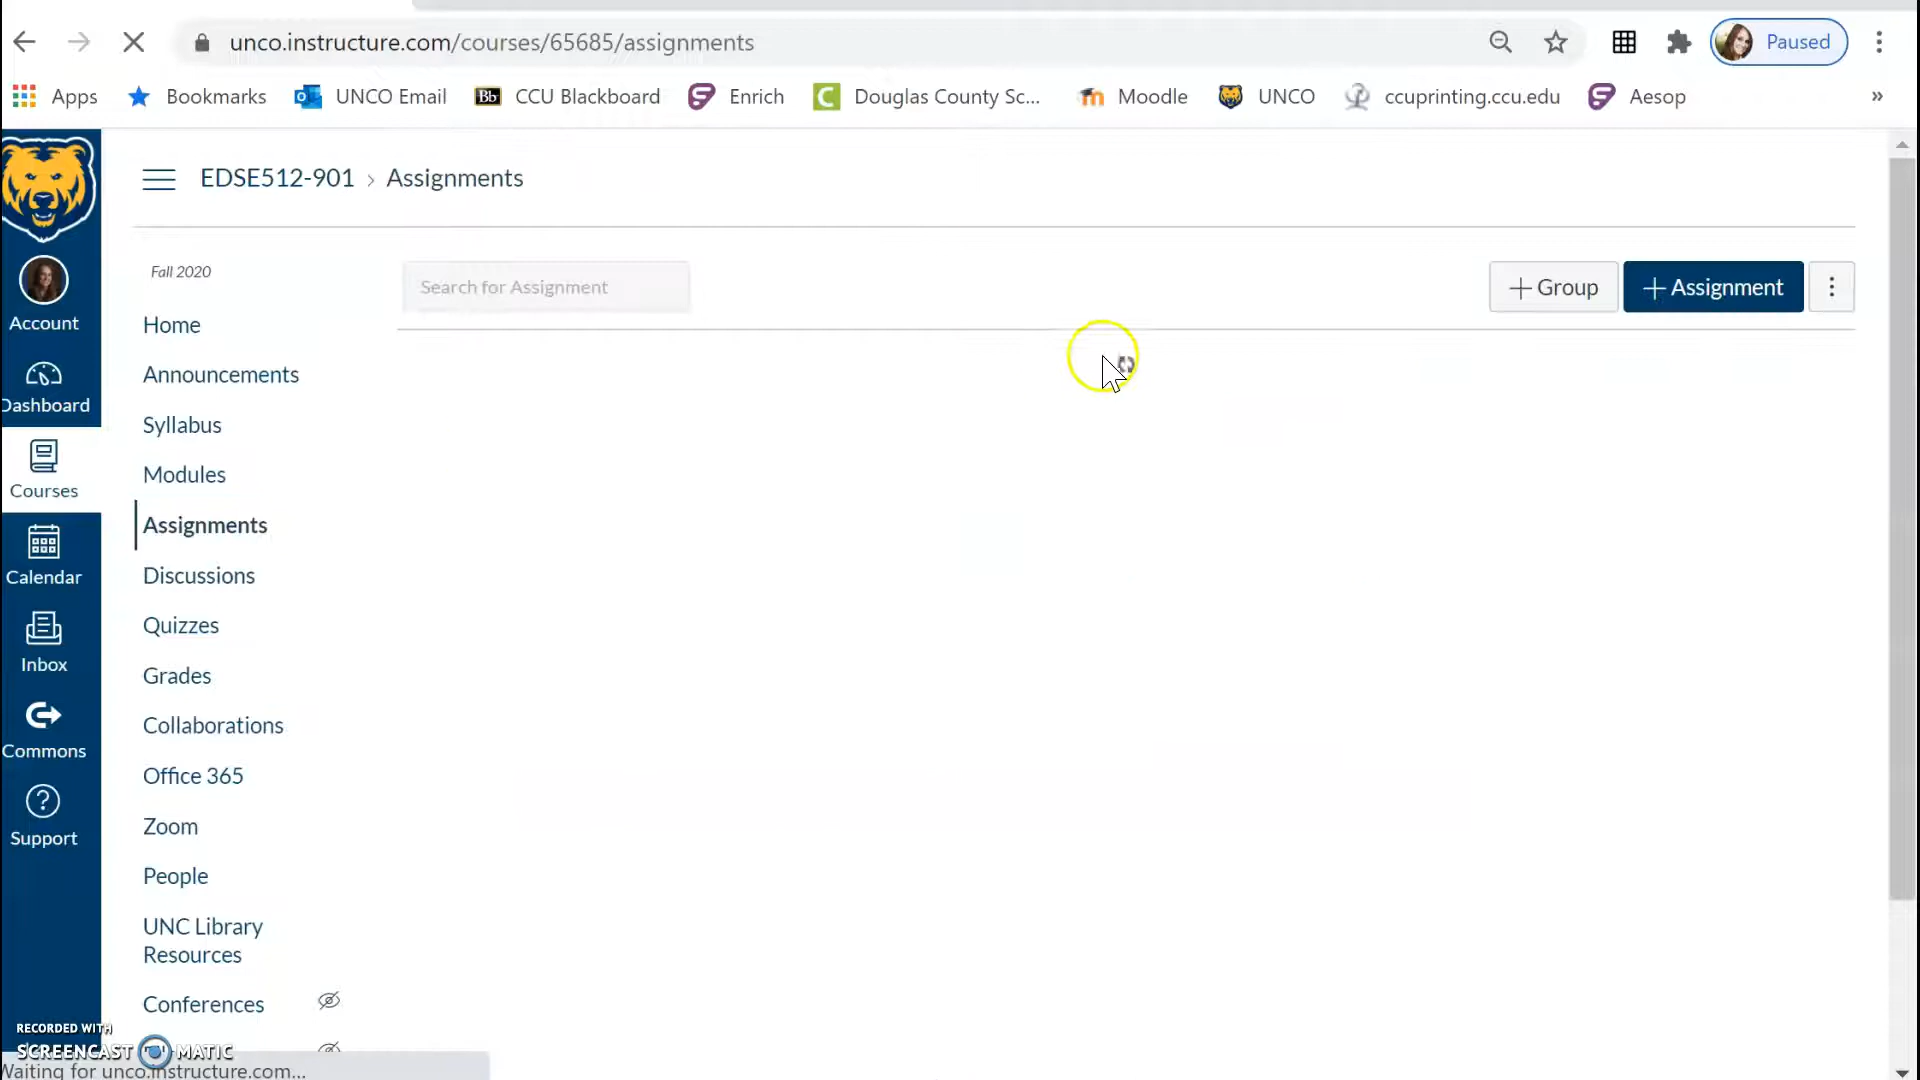 unco.instructure.com/courses/65685/assignments
Paused
Apps
Bookmarks
UNCO Email
Bb
CCU Blackboard
Enrich
Douglas County Sc...
Moodle
UNCO
ccuprinting.ccu.edu
Aesop
»
EDSE512-901 › Assignments
Account
Dashboard
Courses
Calendar
Inbox
Commons
Support
Fall 2020
Home
Announcements
Syllabus
Modules
Assignments
Discussions
Quizzes
Grades
Collaborations
Office 365
Zoom
People
UNC Library
Resources
Conferences
Search for Assignment
+ Group
+ Assignment
RECORDED WITH
SCREENCAST MATIC
Waiting for unco.instructure.com...